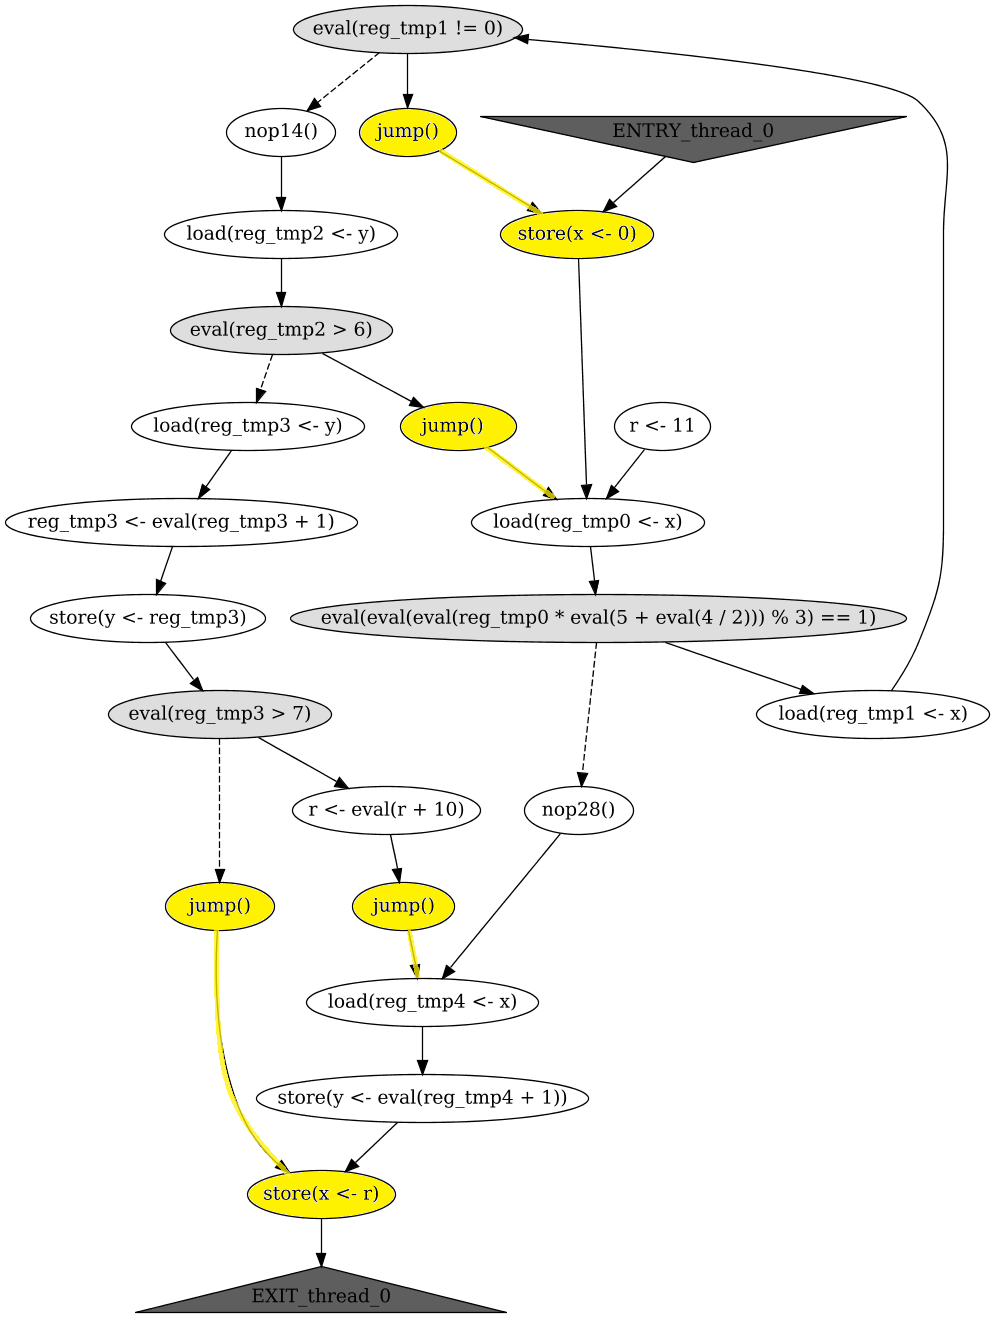 eval(reg_tmp1 != 0)
nop14()
jump()
ENTRY_thread_0
load(reg_tmp2 <- y)
store(x <- 0)
eval(reg_tmp2 > 6)
load(reg_tmp3 <- y)
jump()
r <- 11
reg_tmp3 <- eval(reg_tmp3 + 1)
load(reg_tmp0 <- x)
store(y <- reg_tmp3)
eval(eval(eval(reg_tmp0 * eval(5 + eval(4 / 2))) % 3) == 1)
eval(reg_tmp3 > 7)
load(reg_tmp1 <- x)
r <- eval(r + 10)
nop28()
jump()
jump()
load(reg_tmp4 <- x)
store(y <- eval(reg_tmp4 + 1))
store(x <- r)
EXIT_thread_0